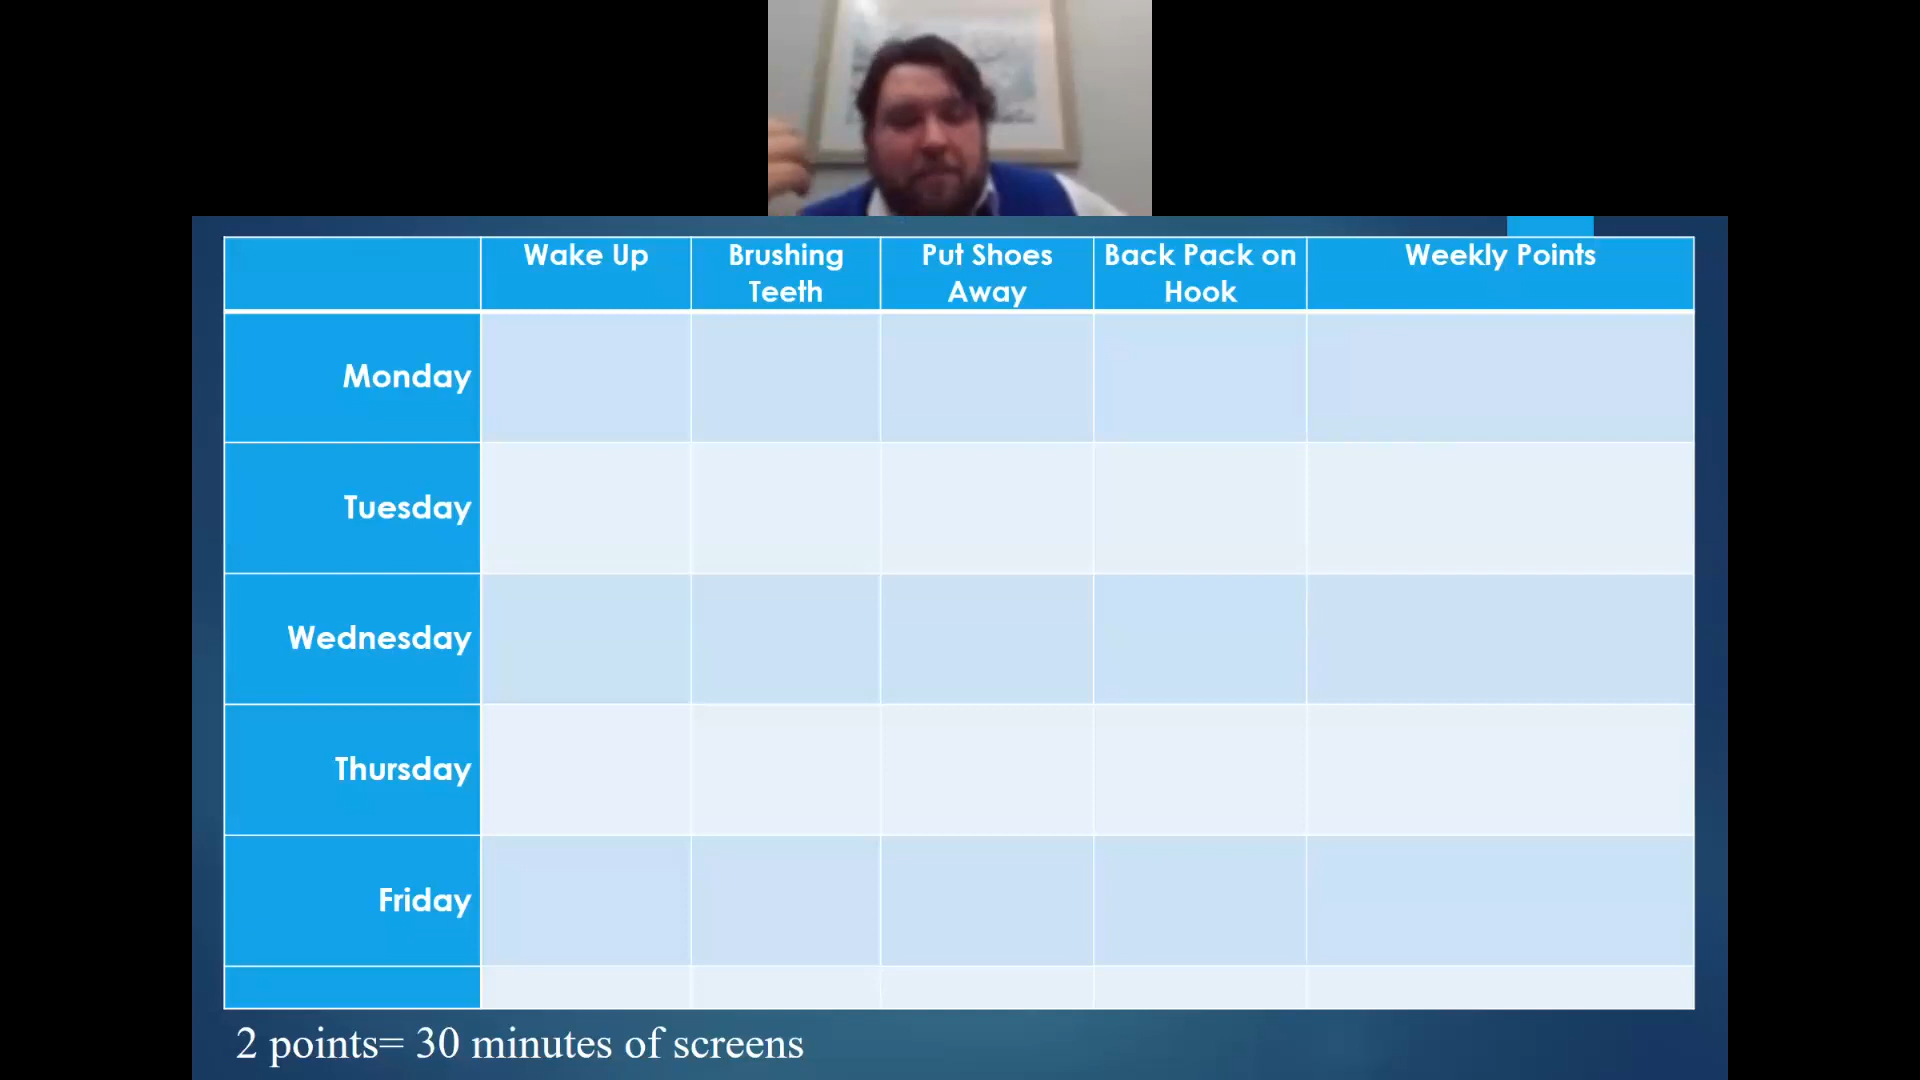 Wake Up
Brushing
Teeth
Put Shoes
Away
Back Pack on
Hook
Weekly Points
Monday
Tuesday
Wednesday
Thursday
Friday
2 points= 30 minutes of screens